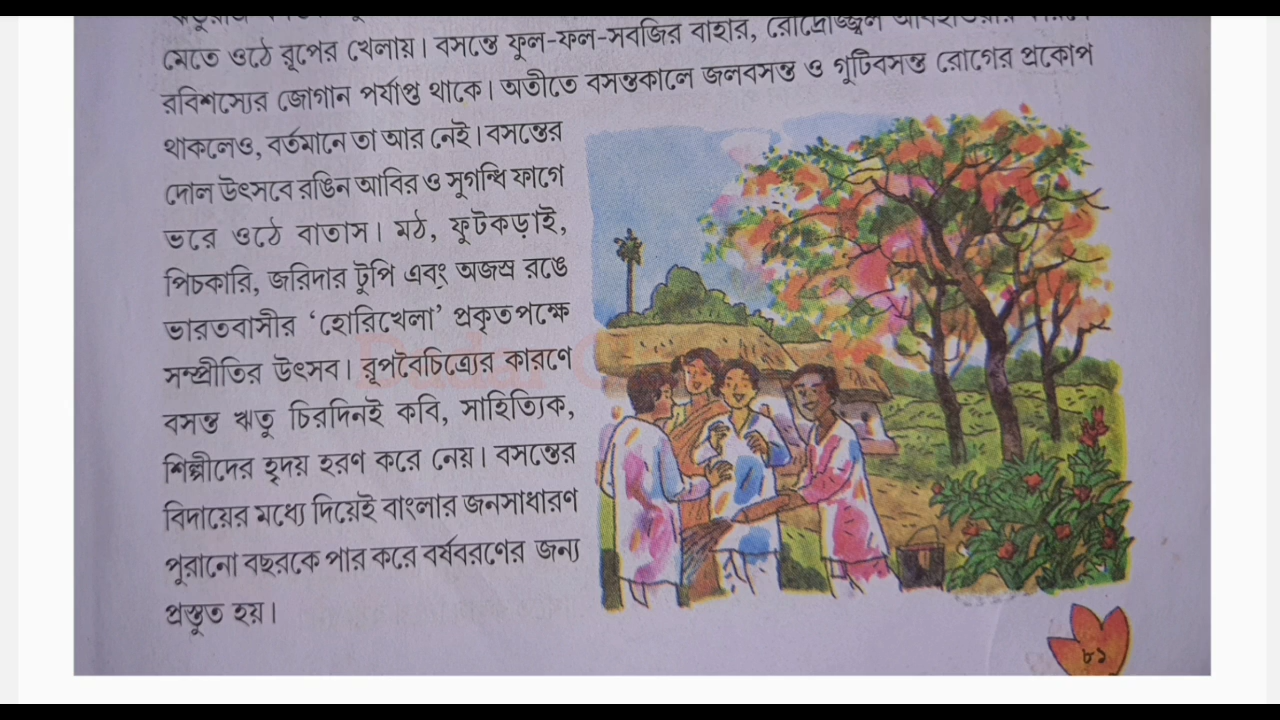 মেতে ওঠে রূপের খেলায়। বসন্তে ফুল-ফল-সবজির বাহার, রোদ্রোজ্জ্বল
রবিশস্যের জোগান পর্যাপ্ত থাকে। অতীতে বসন্তকালে জলবসন্ত ও গুটিবসন্ত রোগের প্রকোপ
থাকলেও, বর্তমানে তা আর নেই। বসন্তের
দোল উৎসবে রঙিন আবির ও সুগন্ধি ফাগে
ভরে ওঠে বাতাস। মঠ, ফুটকড়াই,
পিচকারি, জরিদার টুপি এবং অজস্র রঙে
ভারতবাসীর ‘হোরিখেলা’ প্রকৃতপক্ষে
সম্প্রীতির উৎসব। রূপবৈচিত্র্যের কারণে
বসন্ত ঋতু চিরদিনই কবি, সাহিত্যিক,
শিল্পীদের হৃদয় হরণ করে নেয়। বসন্তের
বিদায়ের মধ্যে দিয়েই বাংলার জনসাধারণ
পুরানো বছরকে পার করে বর্ষবরণের জন্য
প্রস্তুত হয়।
৮১